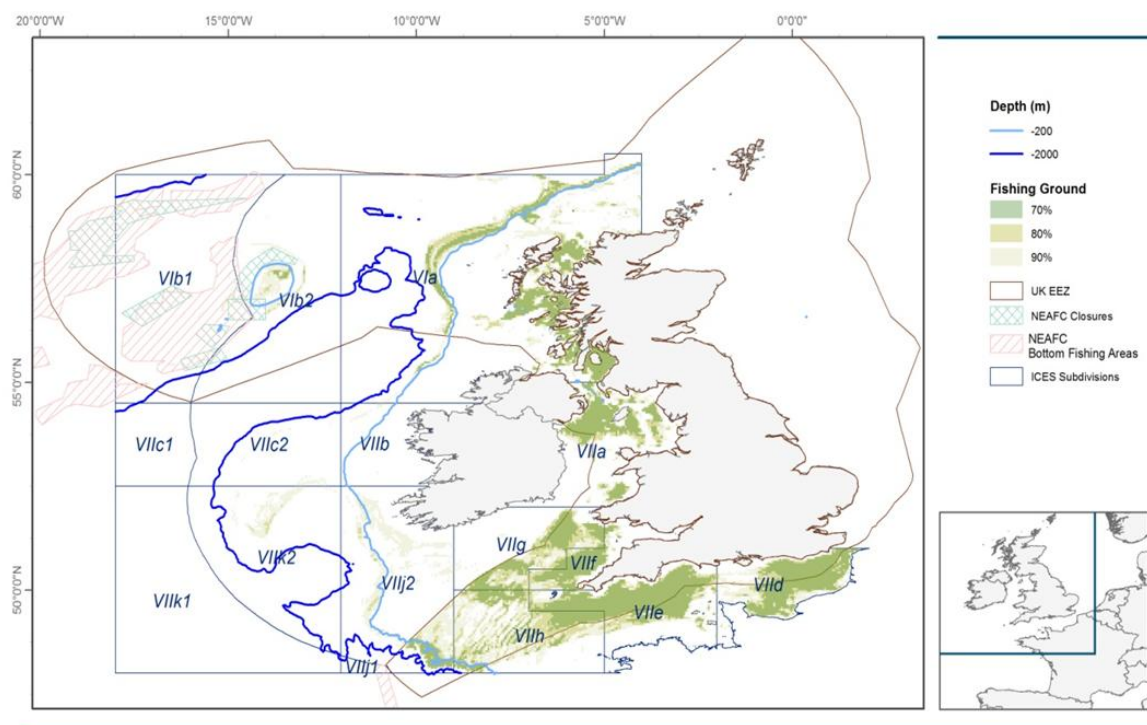 20°0'0"W 15°0'0"W 10°0'0"W 5°0'0"W 0°0'0"
60°0'0"N
55°0'0"N
50°0'0"N
VIb1
VIb2
VIa
VIIc1
VIIc2
VIIb
VIIa
VIIk2
VIIg
VIIf
VIIj2
VIId
VIIk1
VIIe
VIIh
VIIj1
Depth (m)
-200
-2000
Fishing Ground
70%
80%
90%
UK EEZ
NEAFC Closures
NEAFC
Bottom Fishing Areas
ICES Subdivisions